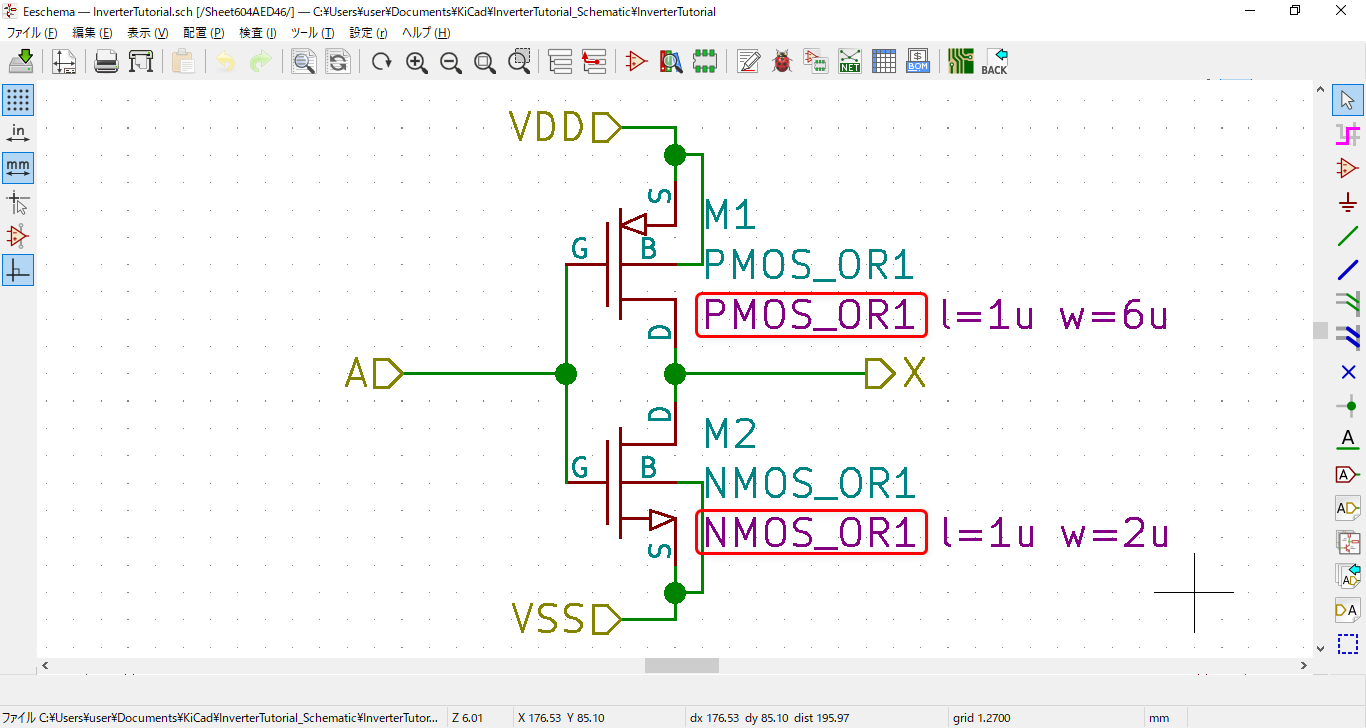 Eeschema — InverterTutorial.sch [/Sheet604AED46/] — C:¥Users¥user¥Documents¥KiCad¥InverterTutorial_Schematic¥InverterTutorial
ファイル (F) 編集 (E) 表示 (V) 配置 (P) 検査 (I) ツール (T) 設定 (r) ヘルプ (H)
NET
$
BOM
BACK
in
mm
VDD
S
M1
G
B
PMOS_OR1
PMOS_OR1 l=1u w=6u
D
A
X
D
M2
G
B
NMOS_OR1
NMOS_OR1 l=1u w=2u
S
VSS
A
A
AD
AD
DA
ファイル C:¥Users¥user¥Documents¥KiCad¥InverterTutorial_Schematic¥InverterTutor... Z 6.01 X 176.53 Y 85.10 dx 176.53 dy 85.10 dist 195.97 grid 1.2700 mm